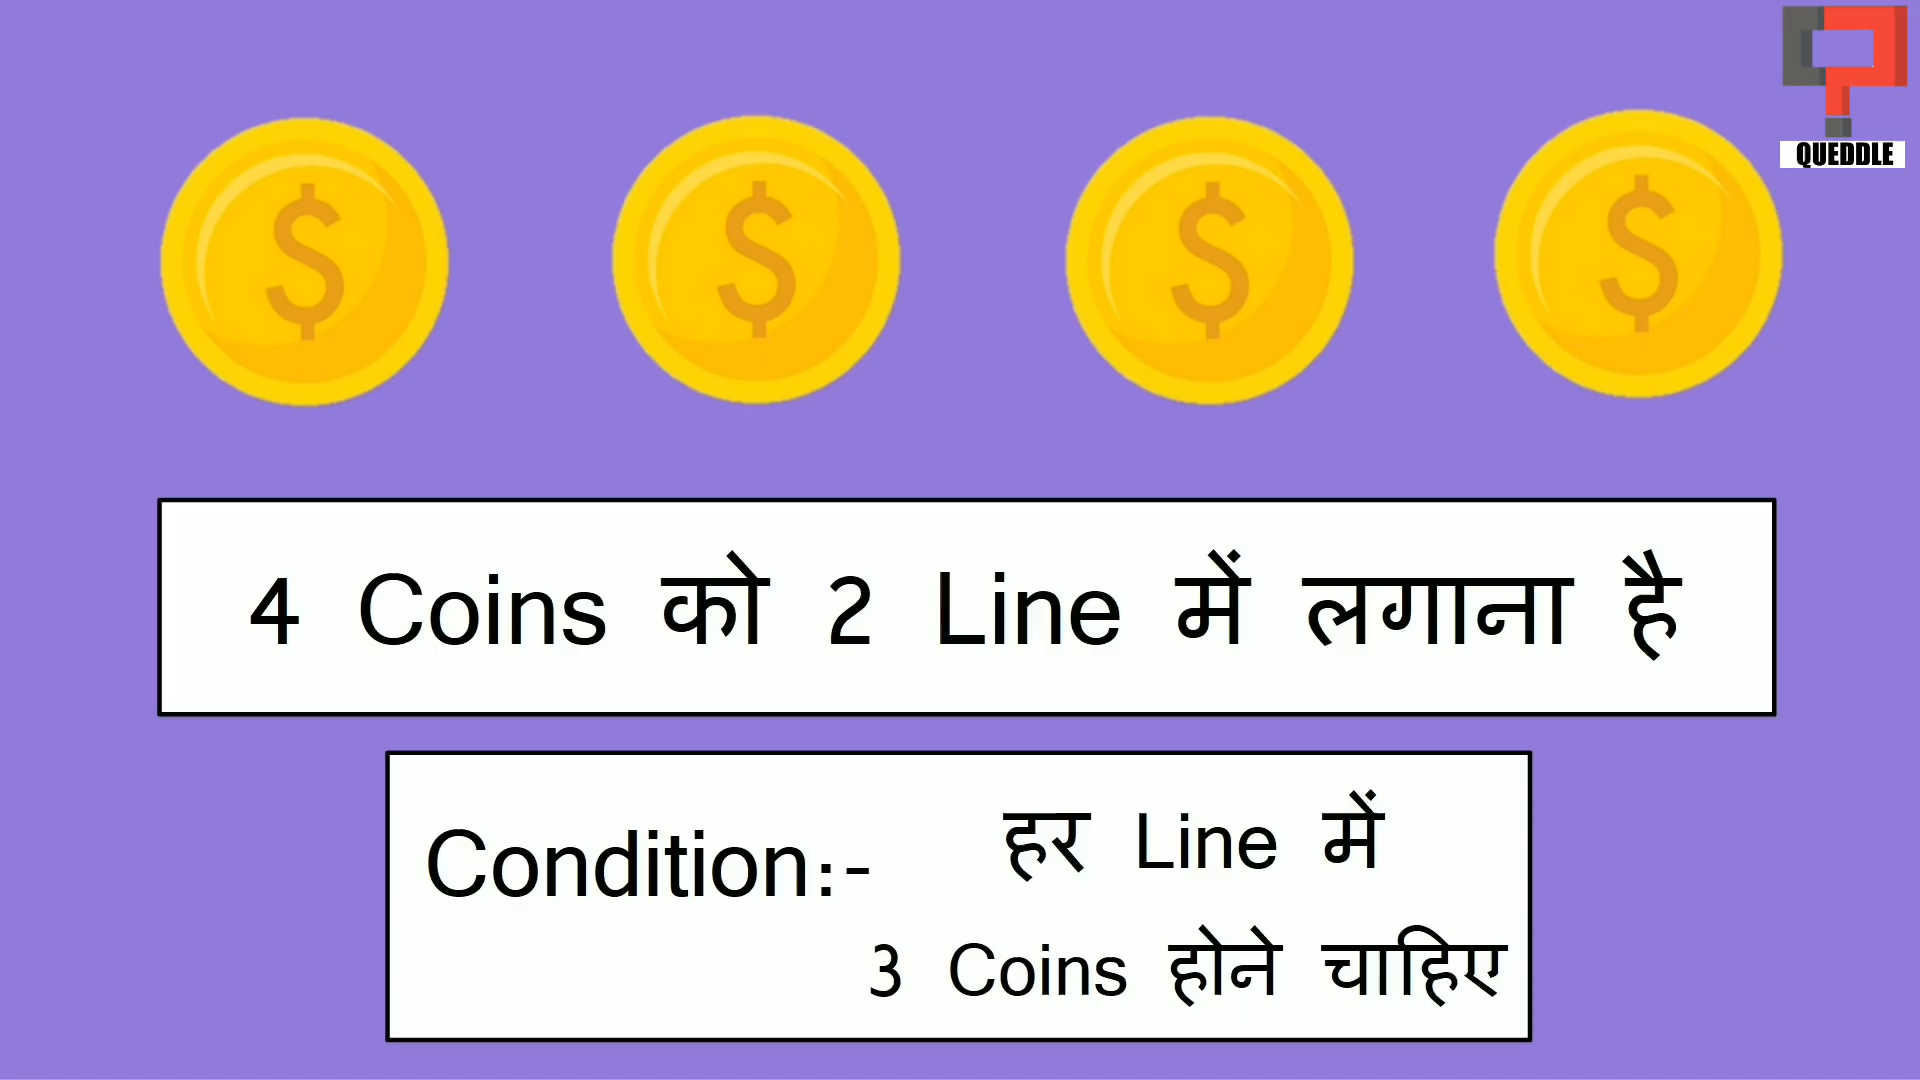 QUEDDLE
4 Coins को 2 Line में लगाना है
Condition:- हर Line में
3 Coins होने चाहिए